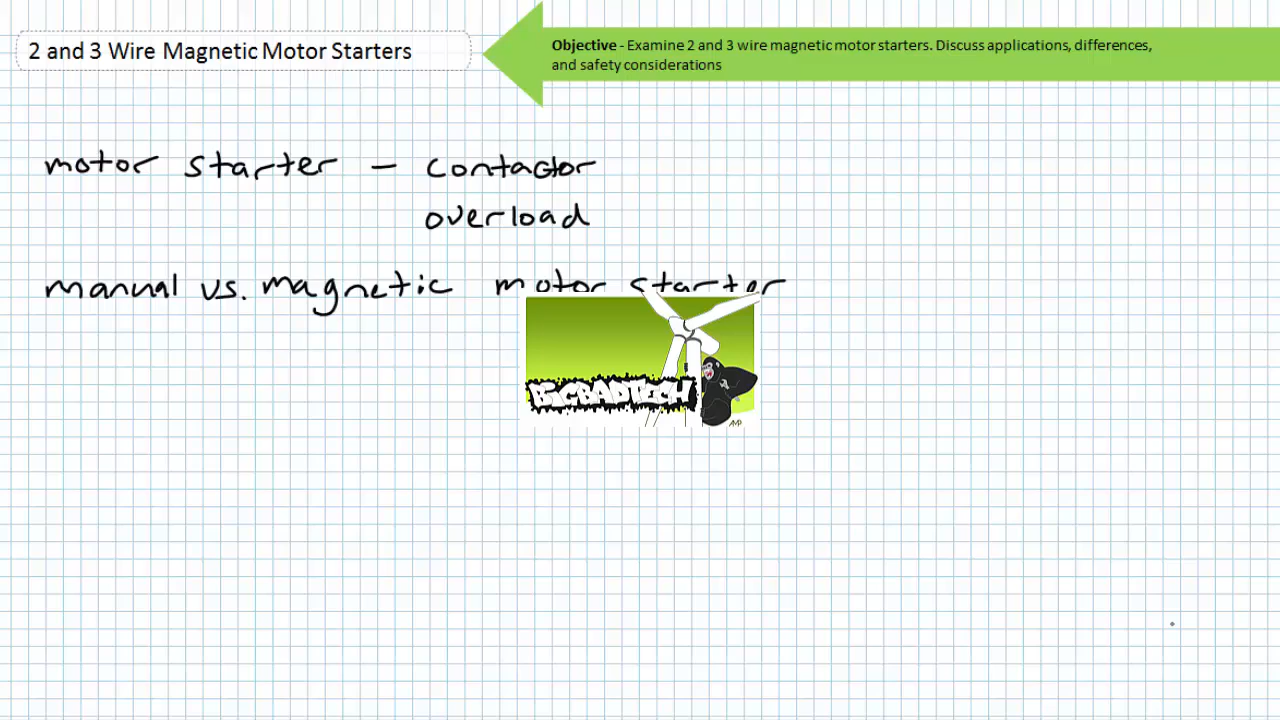 2 and 3 Wire Magnetic Motor Starters
Objective - Examine 2 and 3 wire magnetic motor starters. Discuss applications, differences,
and safety considerations
motor starter - contactor
overload
manual vs. magnetic motor starter
BIGBADTECH
AMP